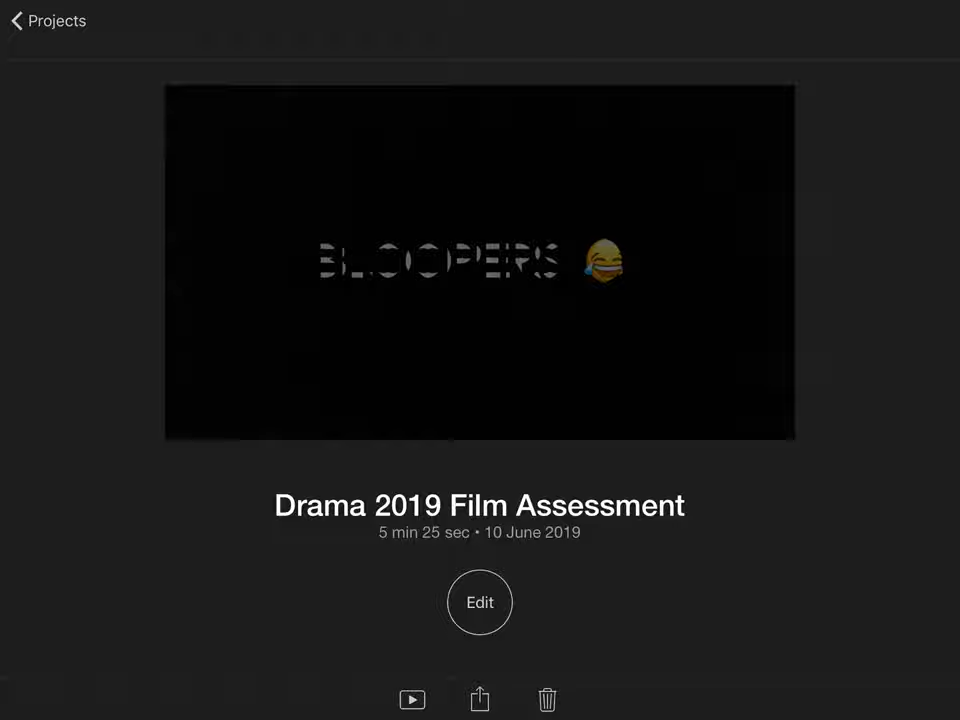 Projects
BLOOPERS 😂
Drama 2019 Film Assessment
5 min 25 sec • 10 June 2019
Edit